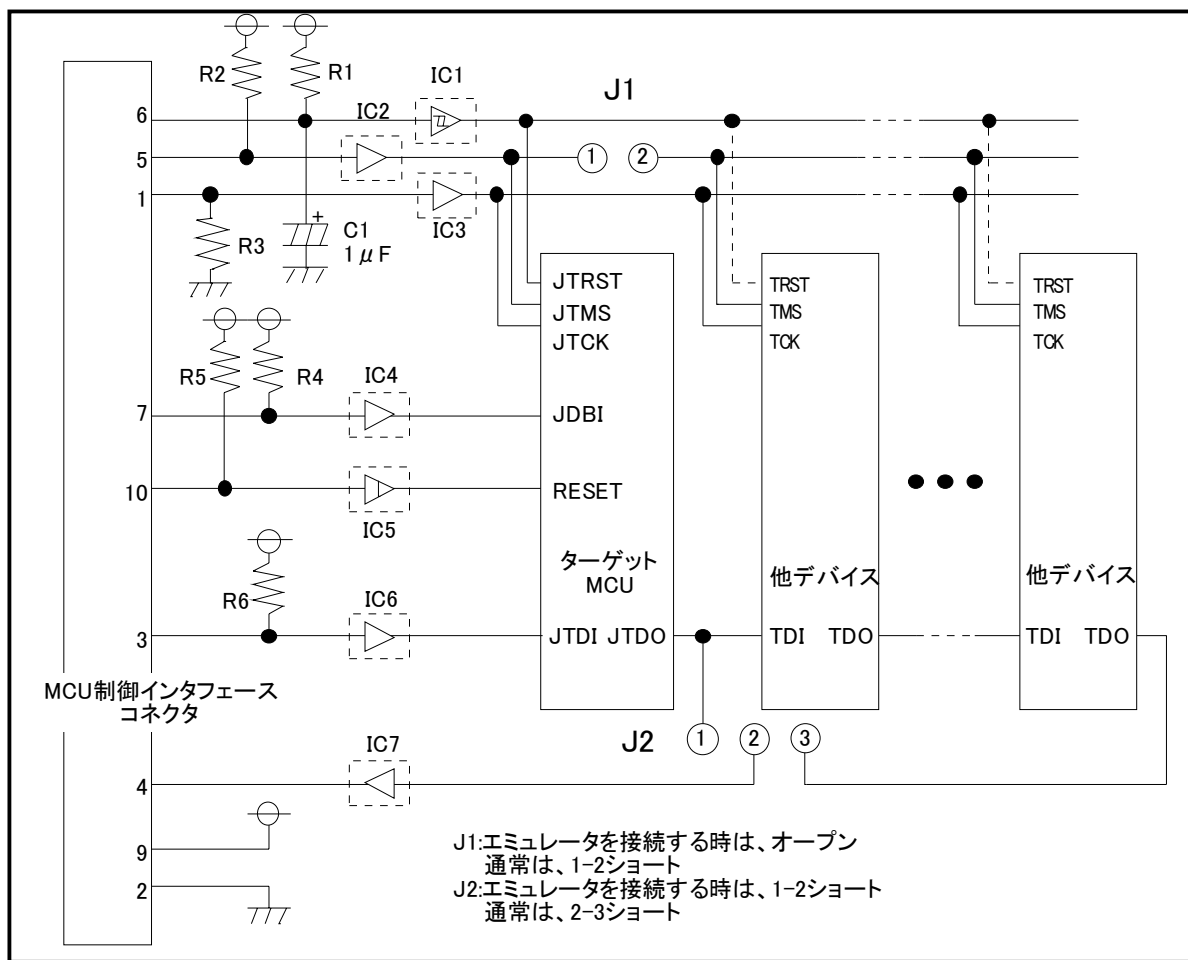 R2
R1
IC1
J1
6
IC2
5
①
②
1
IC3
R3
+
C1
1μF
JTRST
JTMS
JTCK
TRST
TMS
TCK
TRST
TMS
TCK
R5
R4
IC4
7
JDBI
10
RESET
IC5
ターゲット
MCU
他デバイス
他デバイス
R6
IC6
3
JTDI JTDO
TDI TDO
TDI TDO
MCU制御インタフェース
コネクタ
J2
①
②
③
IC7
4
9
2
J1:エミュレータを接続する時は、オープン
通常は、1-2ショート
J2:エミュレータを接続する時は、1-2ショート
通常は、2-3ショート